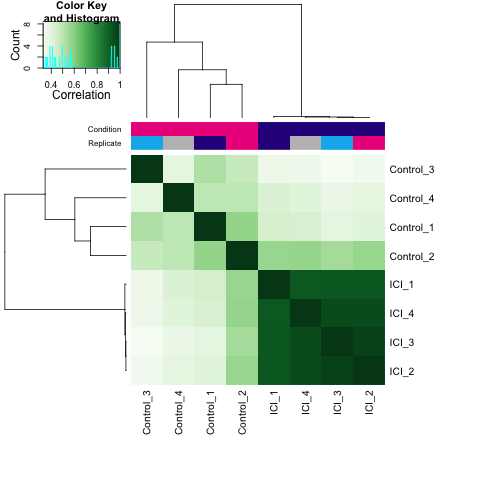 Color Key
and Histogram
Count
0 4 8
0.4 0.6 0.8 1
Correlation
Condition
Replicate
Control_3
Control_4
Control_1
Control_2
ICI_1
ICI_4
ICI_3
ICI_2
Control_3 Control_4 Control_1 Control_2 ICI_1 ICI_4 ICI_3 ICI_2